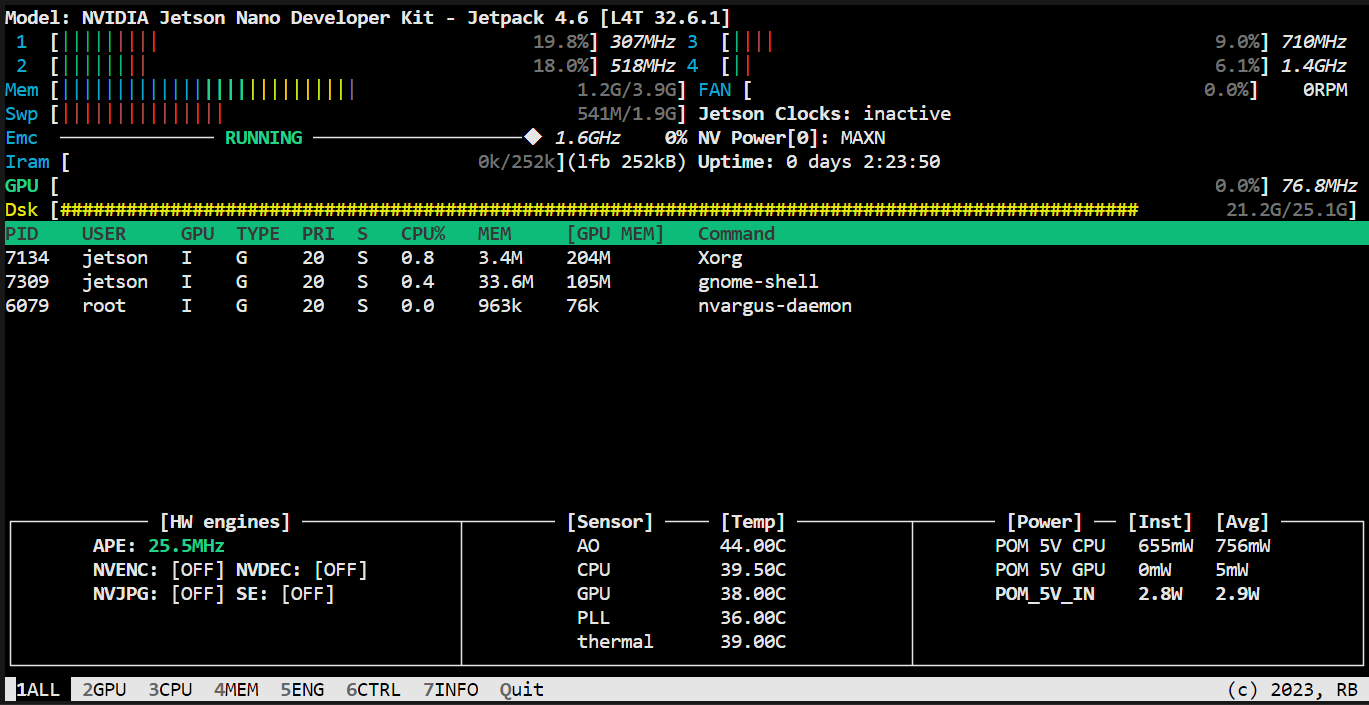 Model: NVIDIA Jetson Nano Developer Kit - Jetpack 4.6 [L4T 32.6.1]
1 [||||||||| 19.8%] 307MHz 3 [|||| 9.0%] 710MHz
2 [|||||||| 18.0%] 518MHz 4 [|| 6.1%] 1.4GHz
Mem [||||||||||||||||||||||||||| 1.2G/3.9G] FAN [ 0.0%] 0RPM
Swp [||||||||||||||| 541M/1.9G] Jetson Clocks: inactive
Emc RUNNING 1.6GHz 0% NV Power[0]: MAXN
Iram [ 0k/252k](lfb 252kB) Uptime: 0 days 2:23:50
GPU [ 0.0%] 76.8MHz
Dsk [################################################################################################## 21.2G/25.1G]
PID USER GPU TYPE PRI S CPU% MEM [GPU MEM] Command
7134 jetson I G 20 S 0.8 3.4M 204M Xorg
7309 jetson I G 20 S 0.4 33.6M 105M gnome-shell
6079 root I G 20 S 0.0 963k 76k nvargus-daemon
[HW engines] [Sensor] [Temp] [Power] [Inst] [Avg]
APE: 25.5MHz AO 44.00C POM 5V CPU 655mW 756mW
NVENC: [OFF] NVDEC: [OFF] CPU 39.50C POM 5V GPU 0mW 5mW
NVJPG: [OFF] SE: [OFF] GPU 38.00C POM_5V_IN 2.8W 2.9W
PLL 36.00C
thermal 39.00C
1ALL 2GPU 3CPU 4MEM 5ENG 6CTRL 7INFO Quit (c) 2023, RB